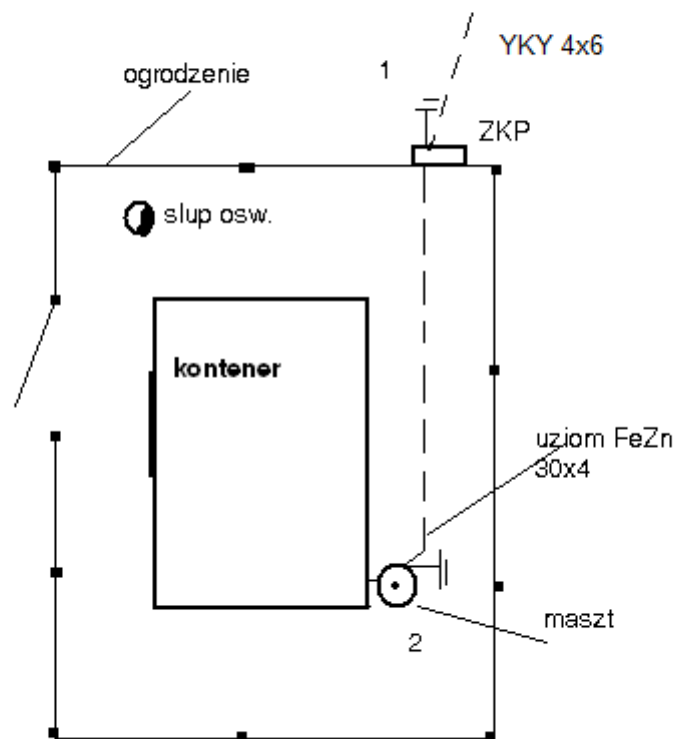 YKY 4x6
1
ogrodzenie
ZKP
slup osw.
kontener
uziom FeZn
30x4
maszt
2